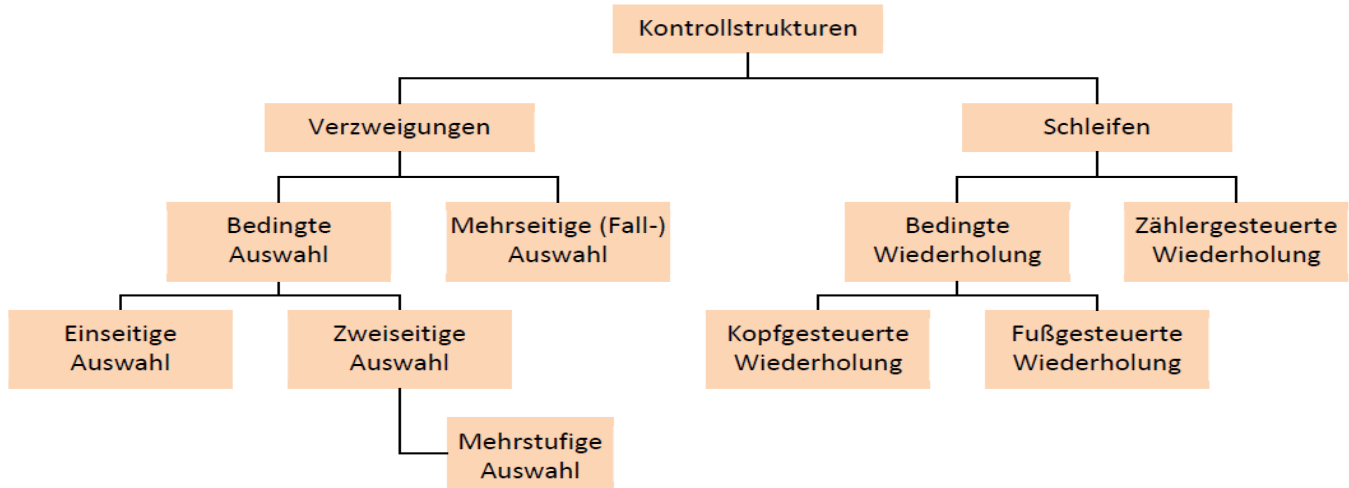 Kontrollstrukturen
Verzweigungen
Schleifen
Bedingte
Auswahl
Mehrseitige (Fall-)
Auswahl
Bedingte
Wiederholung
Zählergesteuerte
Wiederholung
Einseitige
Auswahl
Zweiseitige
Auswahl
Kopfgesteuerte
Wiederholung
Fußgesteuerte
Wiederholung
Mehrstufige
Auswahl